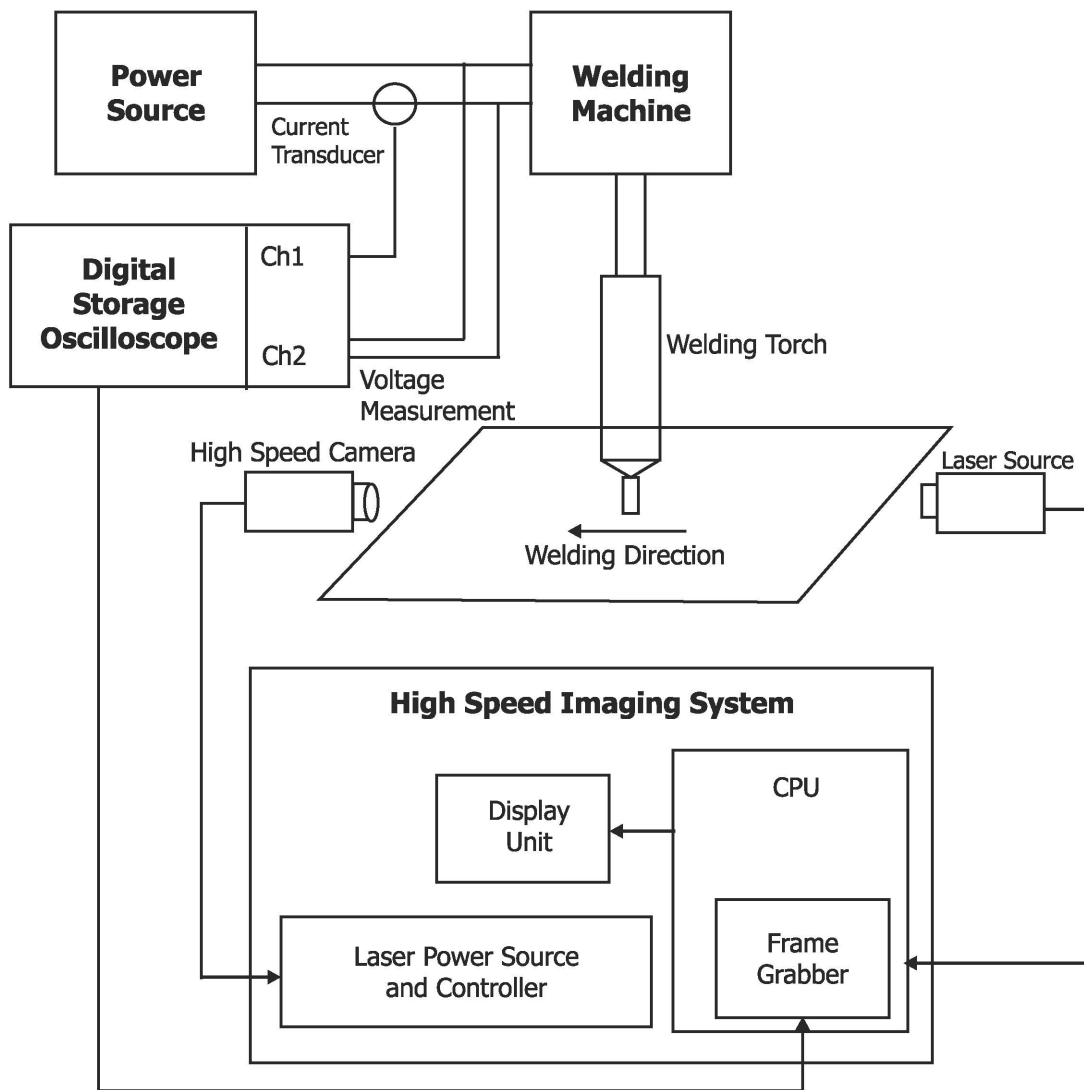 Power
Source
Welding
Machine
Current
Transducer
Digital
Storage
Oscilloscope
Ch1
Ch2
Voltage
Measurement
Welding Torch
High Speed Camera
Laser Source
Welding Direction
High Speed Imaging System
CPU
Display
Unit
Laser Power Source
and Controller
Frame
Grabber